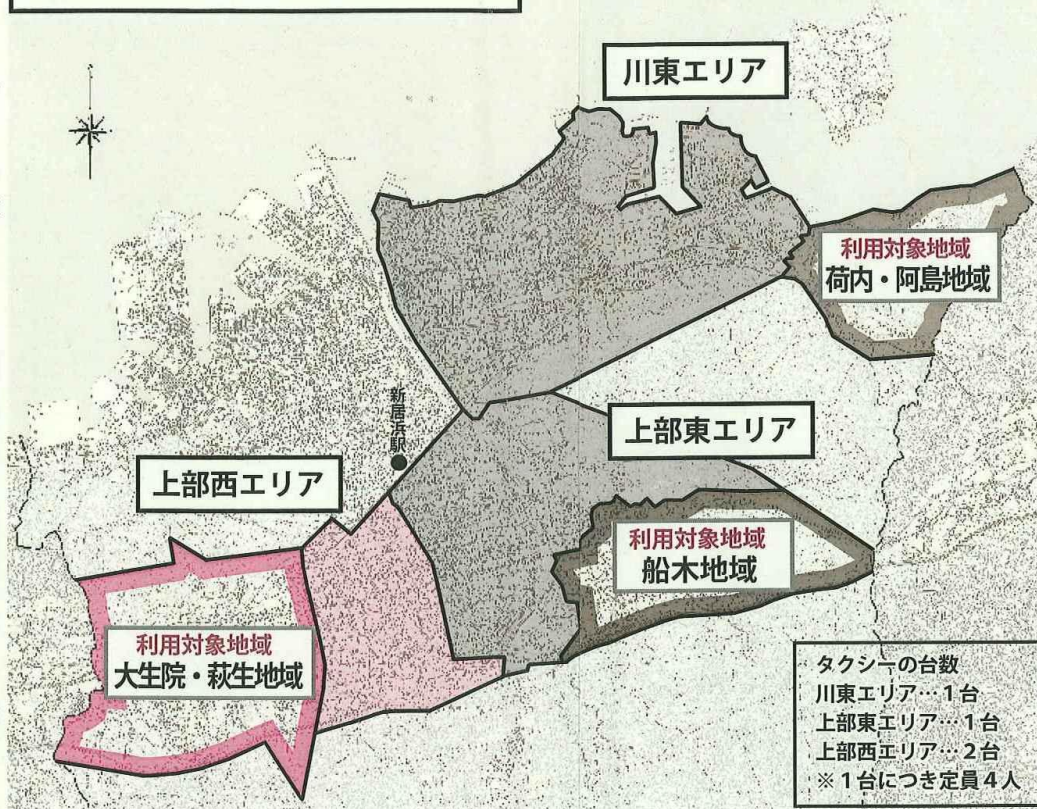 川東エリア
利用対象地域
荷内・阿島地域
新居浜駅
上部東エリア
上部西エリア
利用対象地域
船木地域
利用対象地域
大生院・萩生地域
タクシーの台数
川東エリア…1台
上部東エリア…1台
上部西エリア…2台
※1台につき定員4人